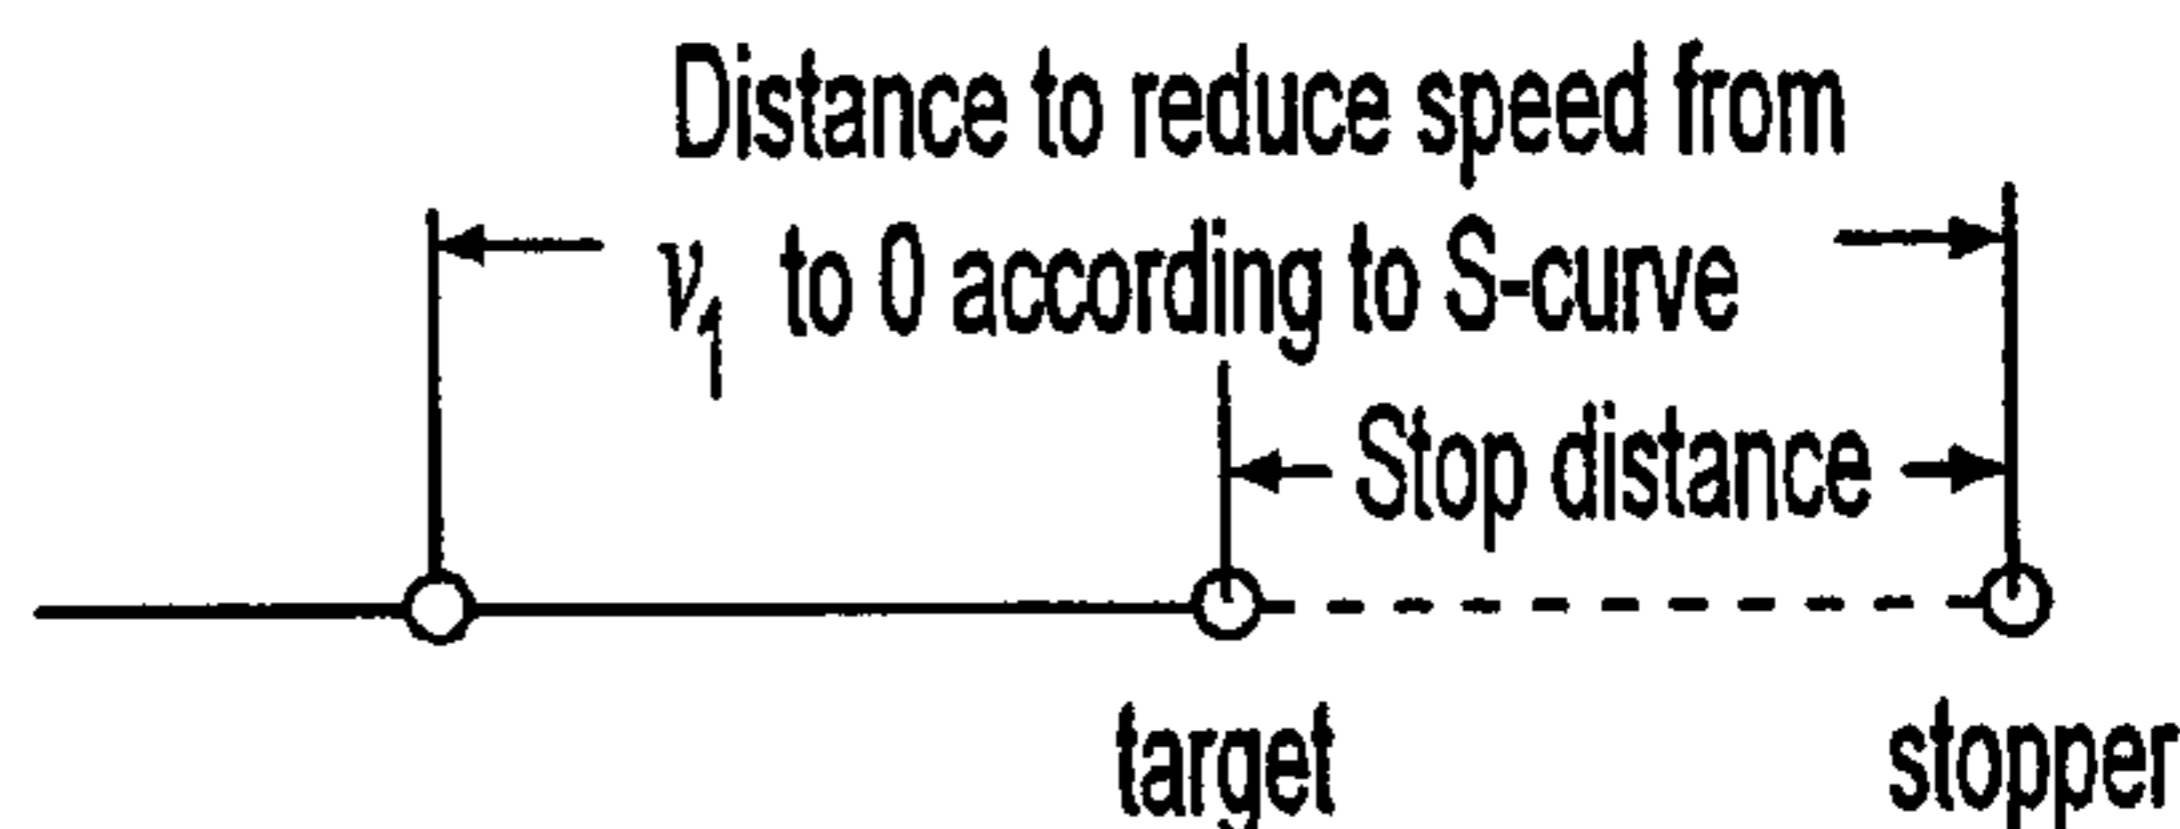 Distance to reduce speed from
v1 to 0 according to S-curve
Stop distance
target
stopper